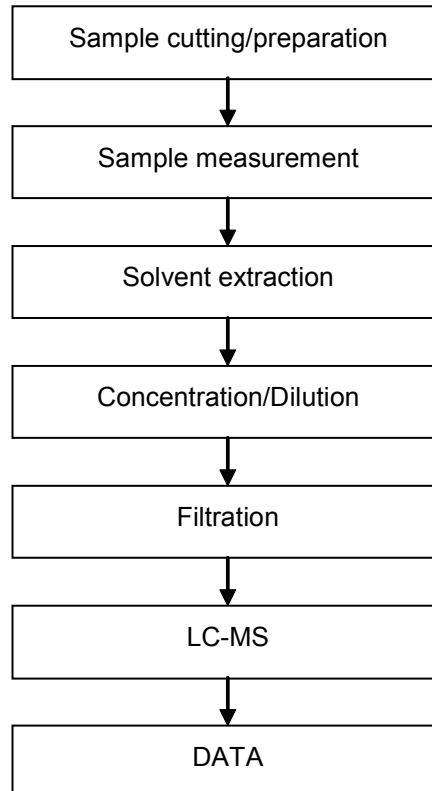 Sample cutting/preparation
Sample measurement
Solvent extraction
Concentration/Dilution
Filtration
LC-MS
DATA